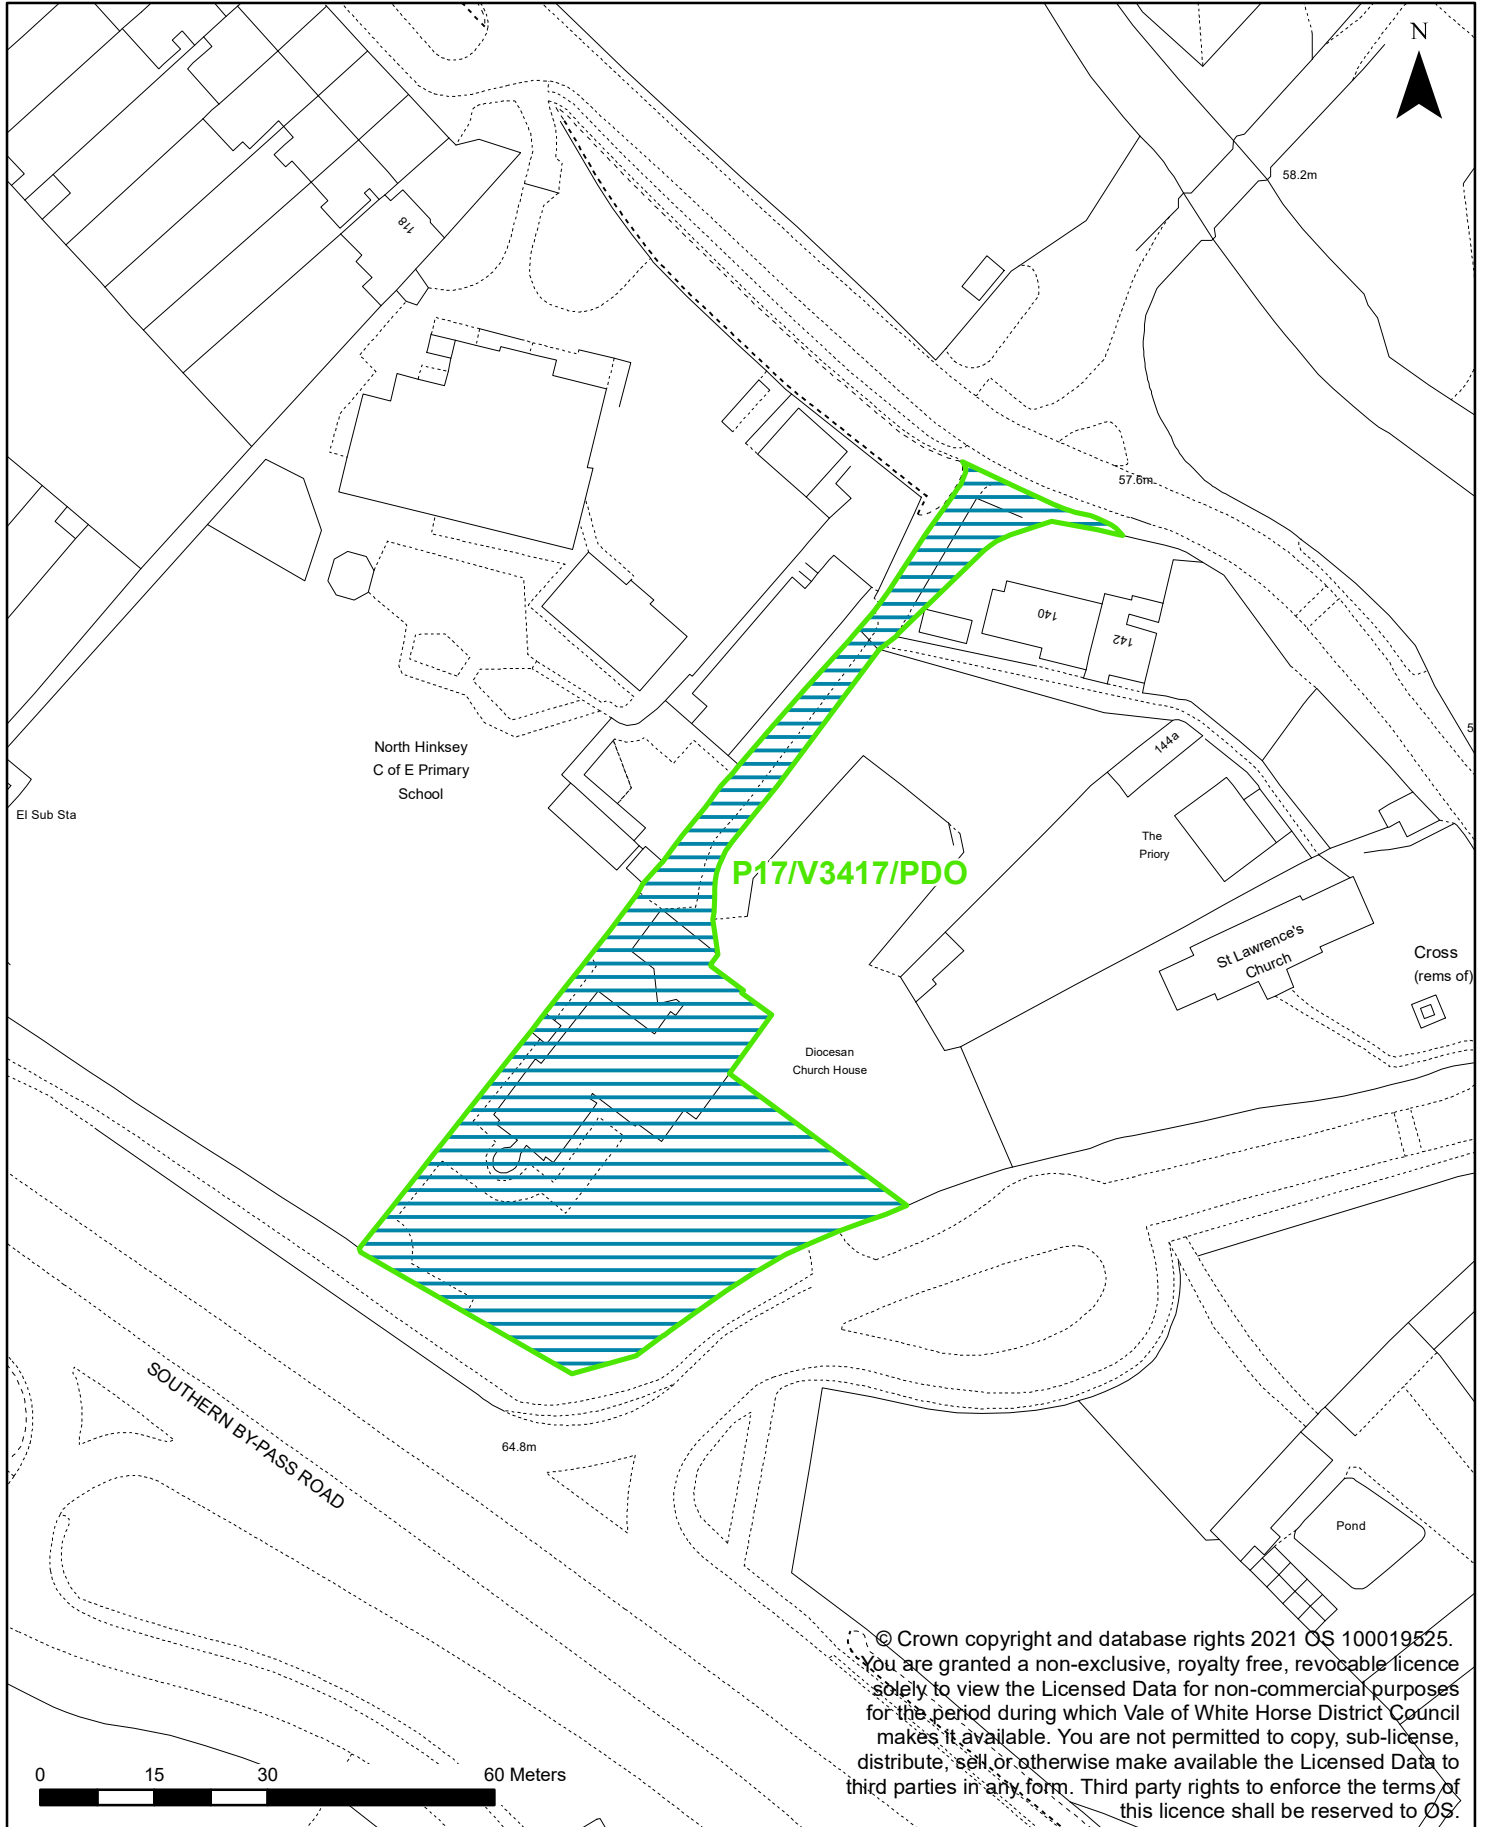 N
58.2m
118
57.6m
140
142
144a
5
North Hinksey
C of E Primary
School
El Sub Sta
The
Priory
P17/V3417/PDO
St Lawrence's
Church
Cross
(rems of)
Diocesan
Church House
SOUTHERN BY-PASS ROAD
64.8m
Pond
© Crown copyright and database rights 2021 OS 100019525.
You are granted a non-exclusive, royalty free, revocable licence
solely to view the Licensed Data for non-commercial purposes
for the period during which Vale of White Horse District Council
makes it available. You are not permitted to copy, sub-license,
distribute, sell or otherwise make available the Licensed Data to
third parties in any form. Third party rights to enforce the terms of
this licence shall be reserved to OS.
0 15 30 60 Meters